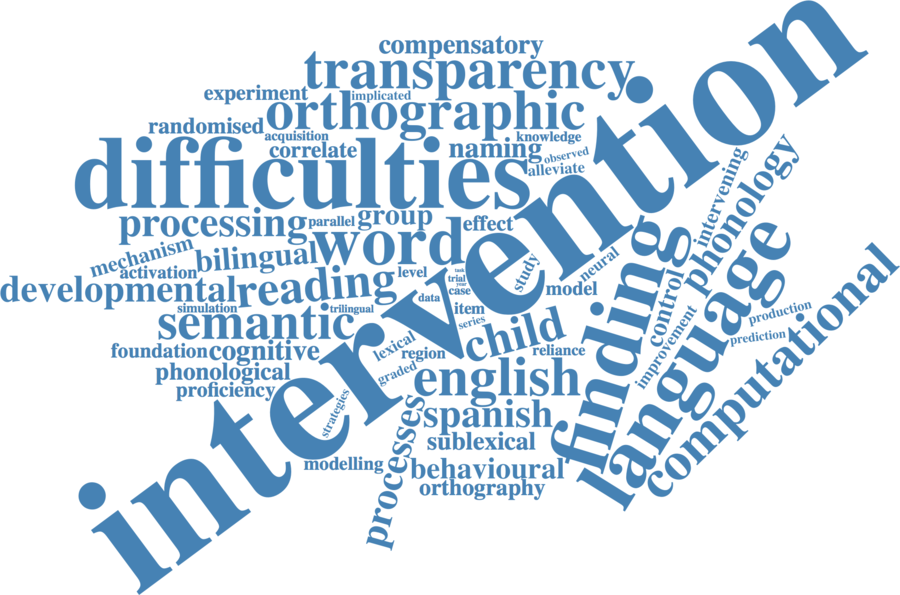 compensatory
transparency
experiment
implicated
orthographic
randomised
acquisition
knowledge
correlate
naming
observed
alleviate
difficulties
intervention
processing
parallel
group
effect
word
mechanism
activation
bilingual
level
task
trial
year
case
study
neural
model
developmental
reading
data
item
series
simulation
trilingual
semantic
child
lexical
region
graded
reliance
foundation
cognitive
phonological
proficiency
english
strategies
spanish
sublexical
modelling
behavioural
orthography
processes
finding
control
intervening
phonology
improvement
language
production
prediction
computational